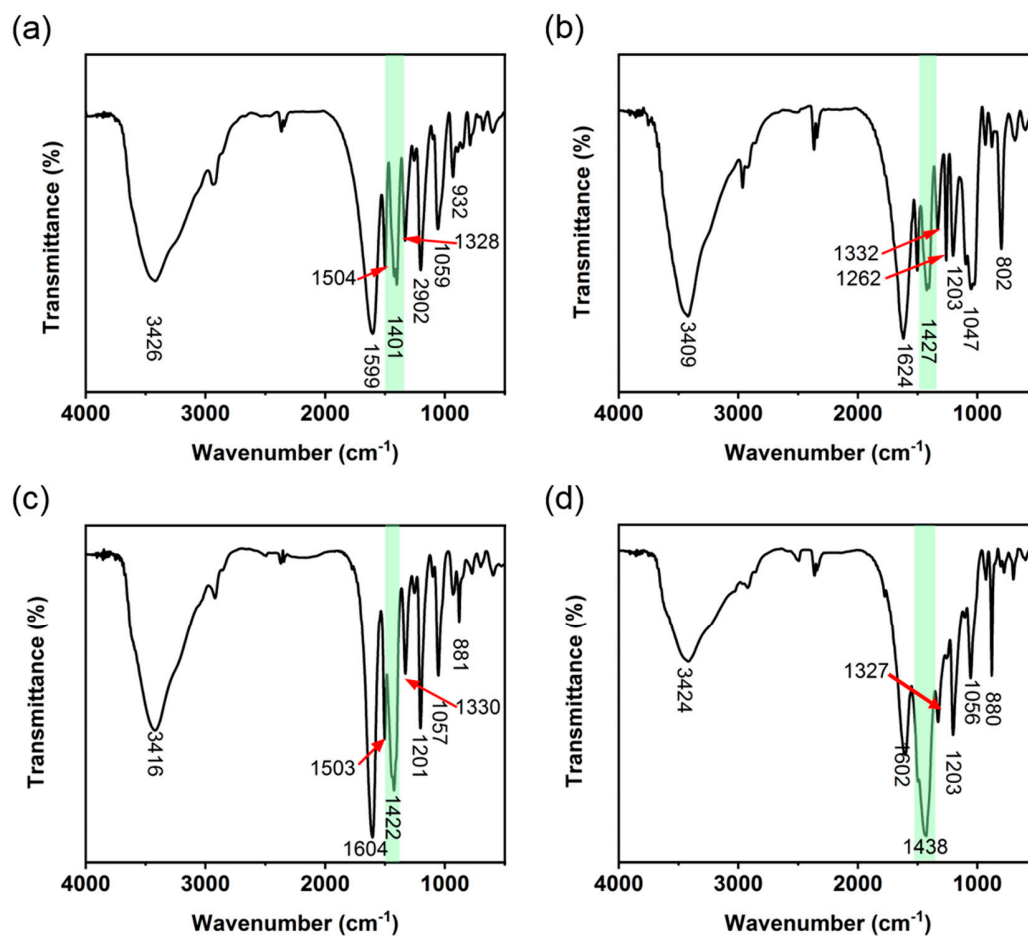 (a)
Transmittance (%)
3426
1599
1504
1401
1328
2902
1059
932
4000 3000 2000 1000
Wavenumber (cm⁻¹)
(b)
Transmittance (%)
3409
1624
1427
1332
1262
1203
1047
802
4000 3000 2000 1000
Wavenumber (cm⁻¹)
(c)
Transmittance (%)
3416
1604
1503
1422
1330
1201
1057
881
4000 3000 2000 1000
Wavenumber (cm⁻¹)
(d)
Transmittance (%)
3424
1602
1438
1327
1203
1056
880
4000 3000 2000 1000
Wavenumber (cm⁻¹)